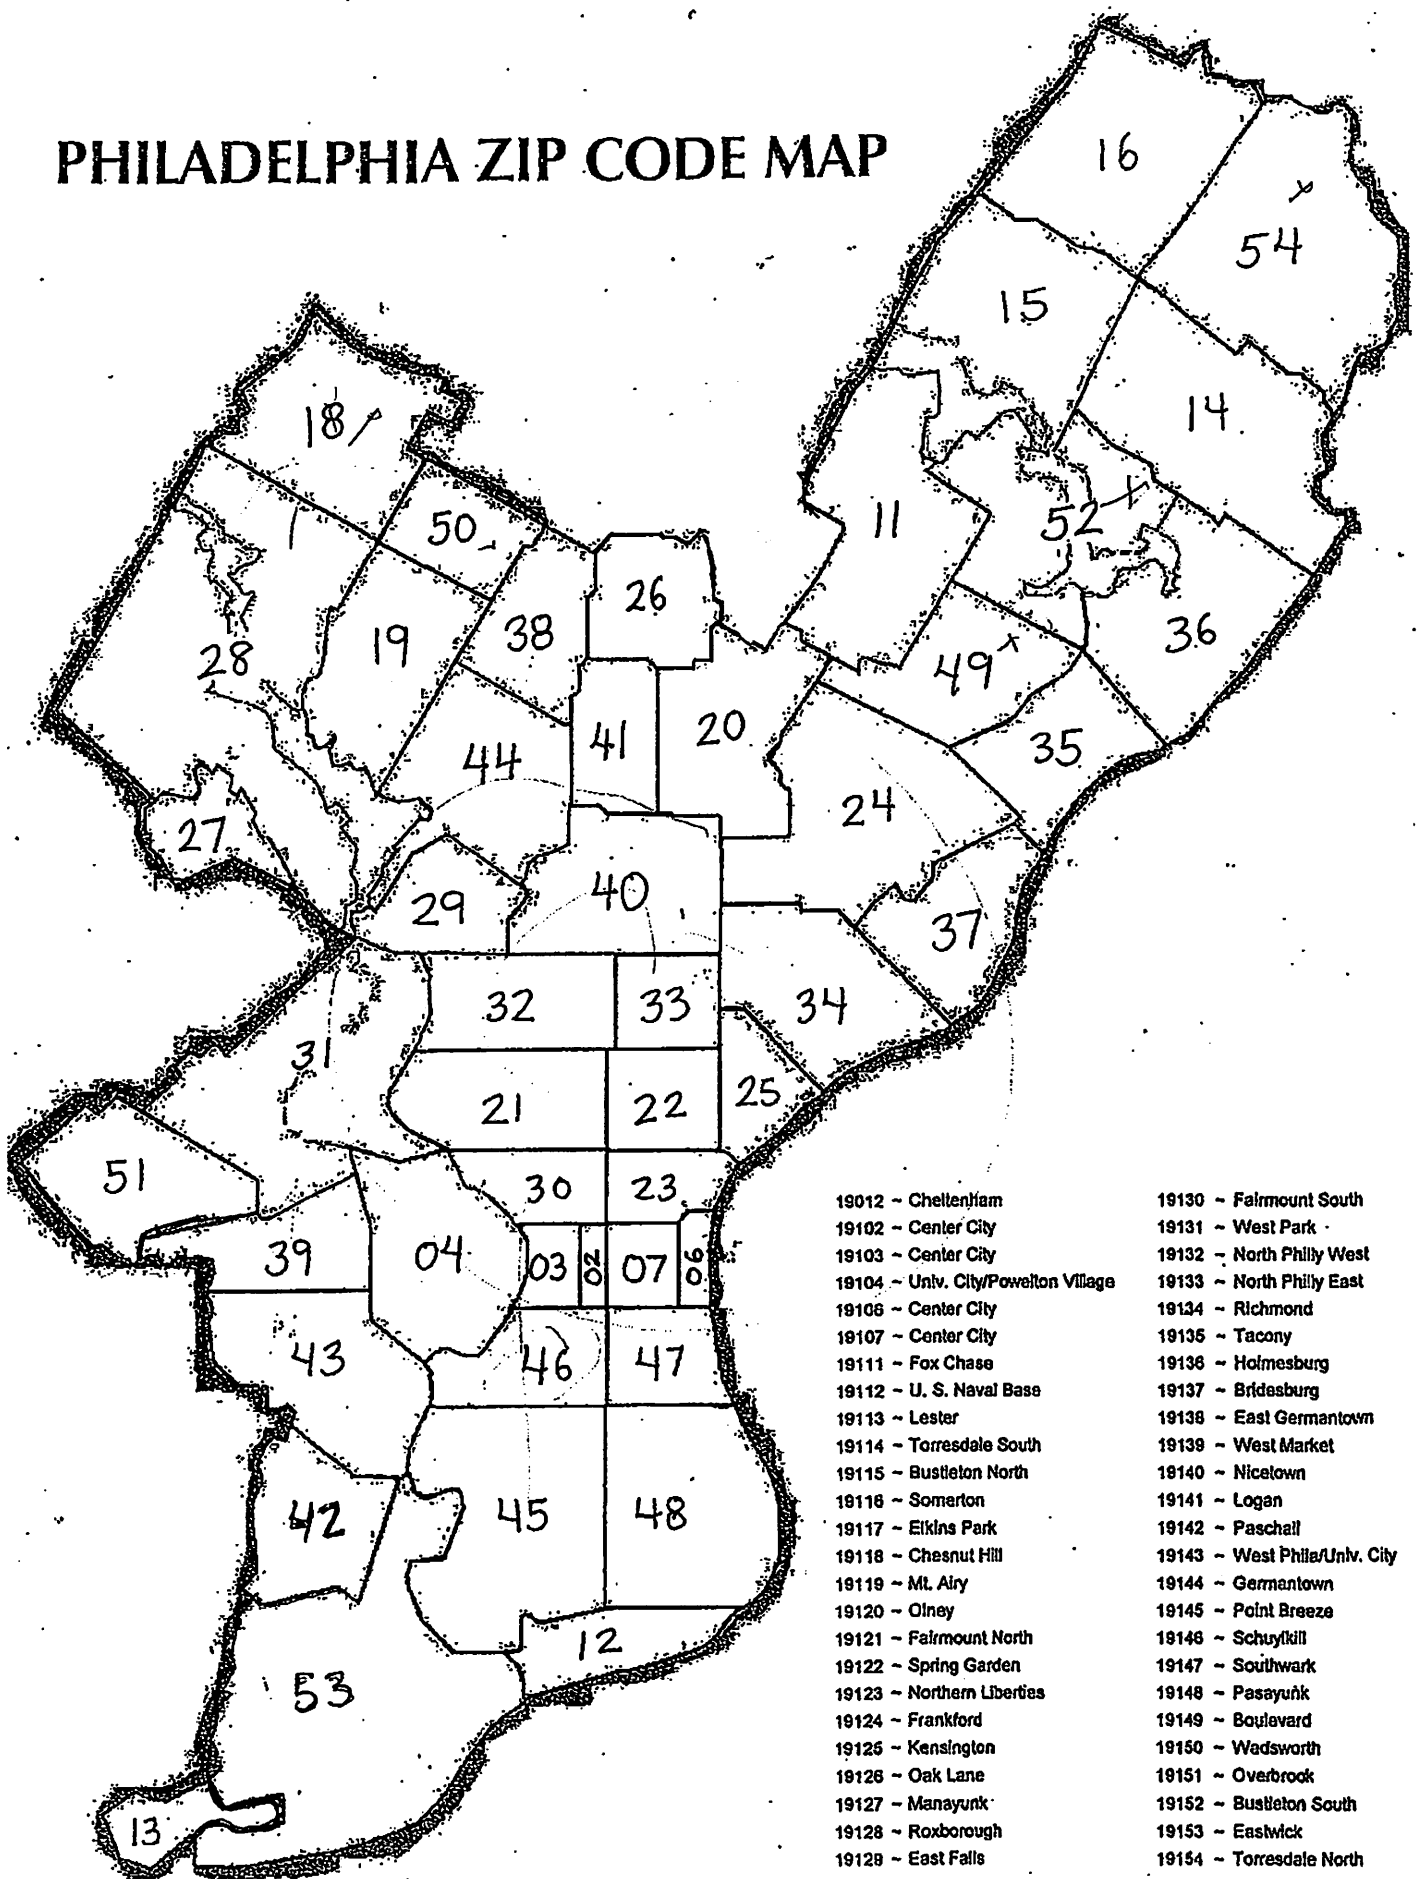 PHILADELPHIA ZIP CODE MAP
16
54
15
18
14
50
11
52
26
38
19
28
36
49
41
20
44
35
24
27
40
29
37
32
33
34
31
21
22
25
51
30
23
39
04
03
02
07
06
43
46
47
42
45
48
12
53
13
19012 ~ Cheltenham
19102 ~ Center City
19103 ~ Center City
19104 ~ Univ. City/Powelton Village
19106 ~ Center City
19107 ~ Center City
19111 ~ Fox Chase
19112 ~ U. S. Naval Base
19113 ~ Lester
19114 ~ Torresdale South
19115 ~ Bustleton North
19116 ~ Somerton
19117 ~ Elkins Park
19118 ~ Chesnut Hill
19119 ~ Mt. Airy
19120 ~ Olney
19121 ~ Fairmount North
19122 ~ Spring Garden
19123 ~ Northern Liberties
19124 ~ Frankford
19125 ~ Kensington
19126 ~ Oak Lane
19127 ~ Manayunk
19128 ~ Roxborough
19129 ~ East Falls
19130 ~ Fairmount South
19131 ~ West Park
19132 ~ North Philly West
19133 ~ North Philly East
19134 ~ Richmond
19135 ~ Tacony
19136 ~ Holmesburg
19137 ~ Bridesburg
19138 ~ East Germantown
19139 ~ West Market
19140 ~ Nicetown
19141 ~ Logan
19142 ~ Paschall
19143 ~ West Phila/Univ. City
19144 ~ Germantown
19145 ~ Point Breeze
19146 ~ Schuylkill
19147 ~ Southwark
19148 ~ Pasayunk
19149 ~ Boulevard
19150 ~ Wadsworth
19151 ~ Overbrook
19152 ~ Bustleton South
19153 ~ Eastwick
19154 ~ Torresdale North